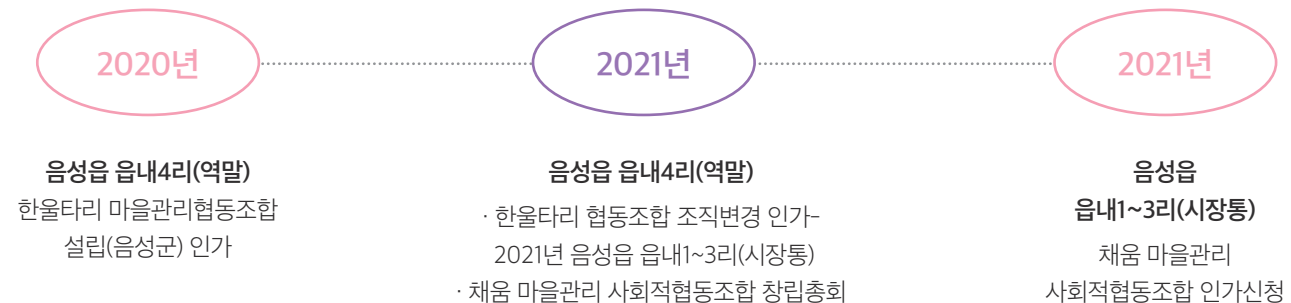 2020년
2021년
2021년
음성읍 읍내4리(역말)
한울타리 마을관리협동조합
설립(음성군) 인가
음성읍 읍내4리(역말)
· 한울타리 협동조합 조직변경 인가-
2021년 음성읍 읍내1~3리(시장통)
· 채움 마을관리 사회적협동조합 창립총회
음성읍
읍내1~3리(시장통)
채움 마을관리
사회적협동조합 인가신청